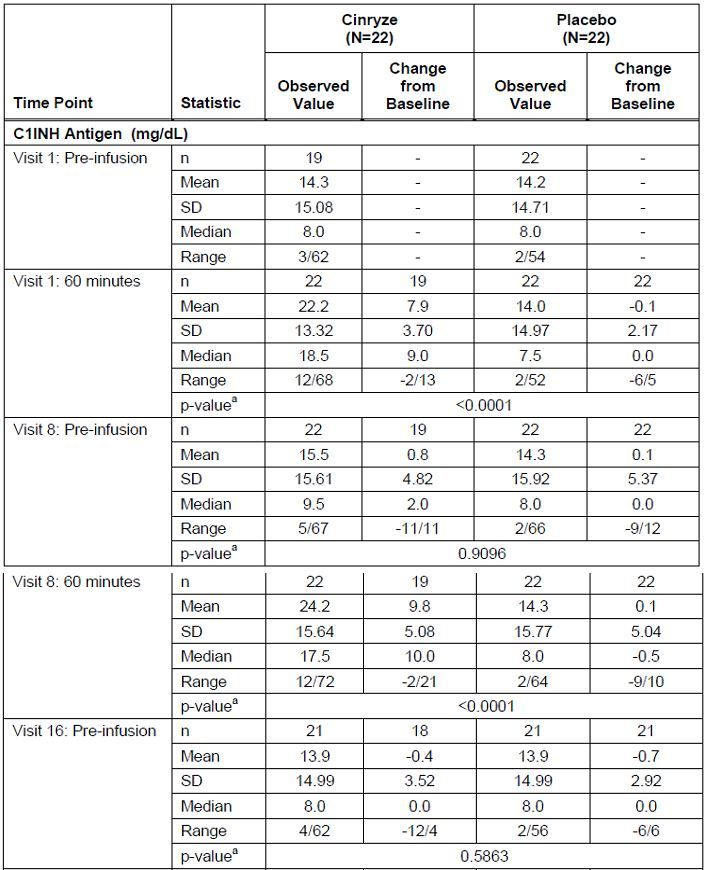 Cinryze Placebo
(N=22) (N=22)
Time Point Statistic Observed Value Change from Baseline Observed Value Change from Baseline
C1INH Antigen (mg/dL)
Visit 1: Pre-infusion n 19 - 22 -
Mean 14.3 - 14.2 -
SD 15.08 - 14.71 -
Median 8.0 - 8.0 -
Range 3/62 - 2/54 -
Visit 1: 60 minutes n 22 19 22 22
Mean 22.2 7.9 14.0 -0.1
SD 13.32 3.70 14.97 2.17
Median 18.5 9.0 7.5 0.0
Range 12/68 -2/13 2/52 -6/5
p-valueᵃ <0.0001
Visit 8: Pre-infusion n 22 19 22 22
Mean 15.5 0.8 14.3 0.1
SD 15.61 4.82 15.92 5.37
Median 9.5 2.0 8.0 0.0
Range 5/67 -11/11 2/66 -9/12
p-valueᵃ 0.9096
Visit 8: 60 minutes n 22 19 22 22
Mean 24.2 9.8 14.3 0.1
SD 15.64 5.08 15.77 5.04
Median 17.5 10.0 8.0 -0.5
Range 12/72 -2/21 2/64 -9/10
p-valueᵃ <0.0001
Visit 16: Pre-infusion n 21 18 21 21
Mean 13.9 -0.4 13.9 -0.7
SD 14.99 3.52 14.99 2.92
Median 8.0 0.0 8.0 0.0
Range 4/62 -12/4 2/56 -6/6
p-valueᵃ 0.5863